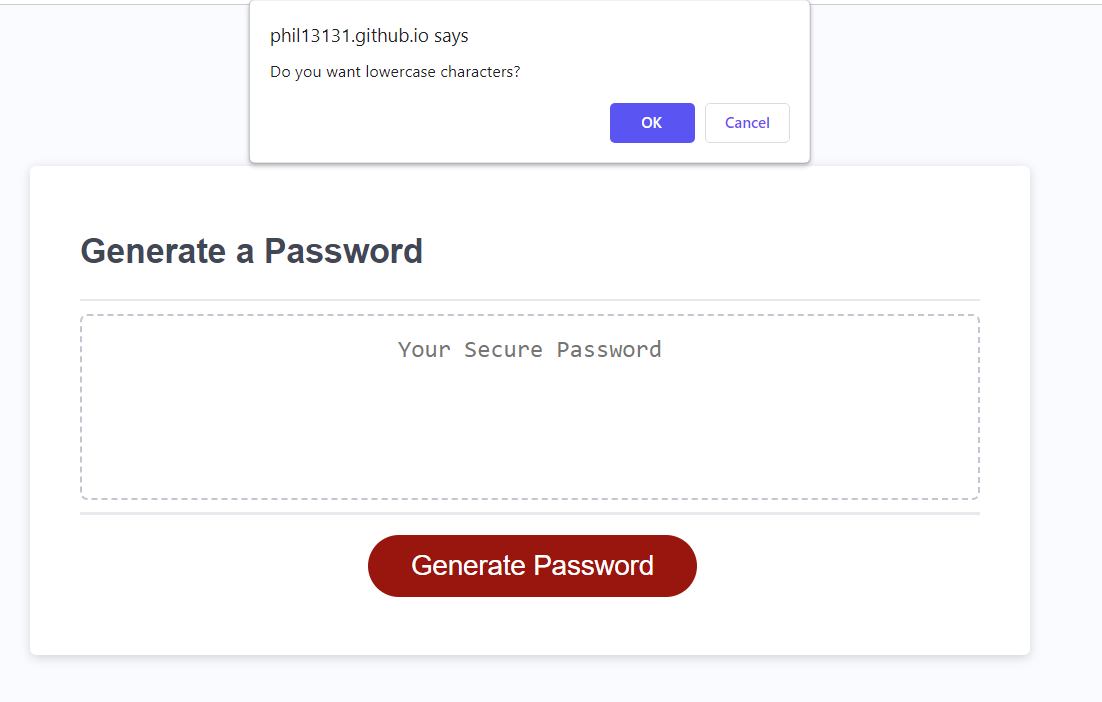 phil13131.github.io says
Do you want lowercase characters?
OK
Cancel
Generate a Password
Your Secure Password
Generate Password